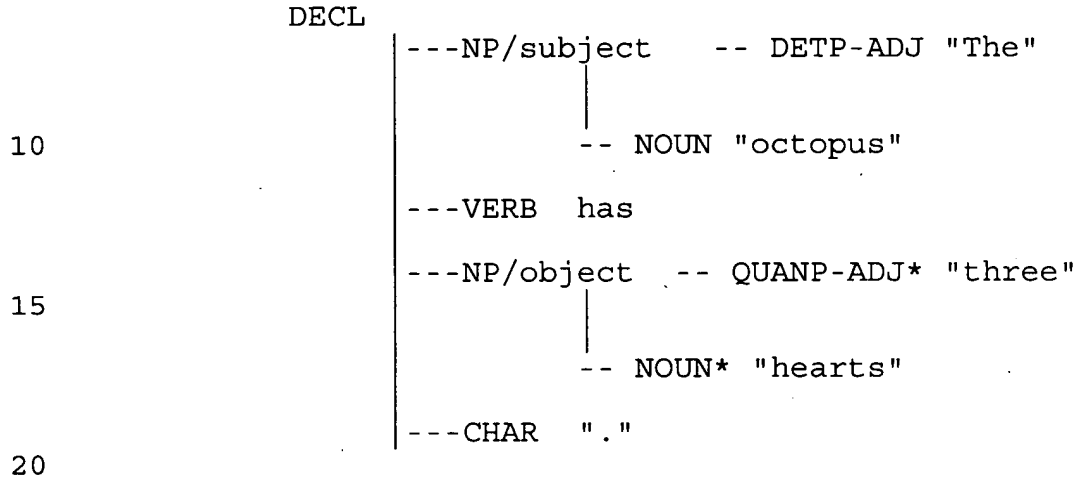 DECL
---NP/subject -- DETP-ADJ "The"
10 -- NOUN "octopus"
---VERB has
---NP/object -- QUANP-ADJ* "three"
15
-- NOUN* "hearts"
---CHAR "."
20